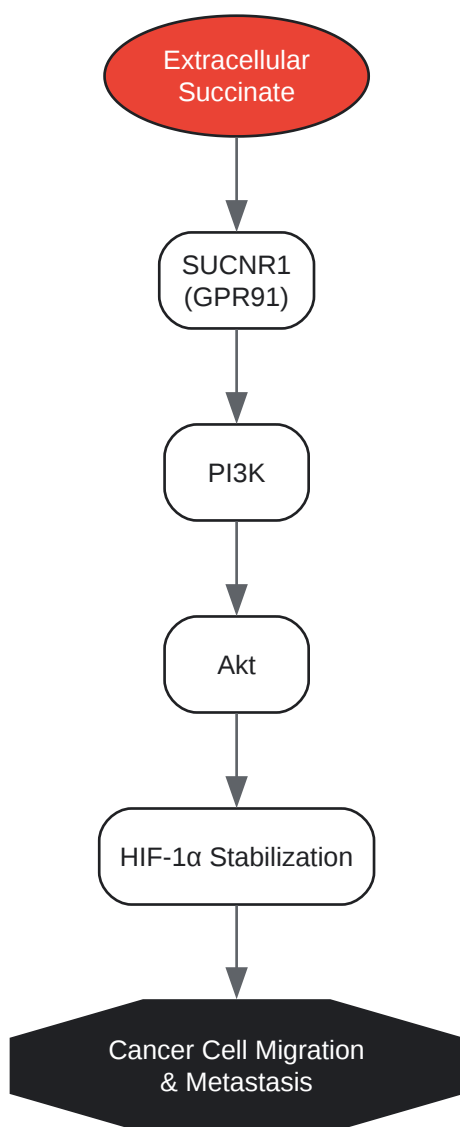 Extracellular
Succinate
SUCNR1
(GPR91)
PI3K
Akt
HIF-1α Stabilization
Cancer Cell Migration
& Metastasis